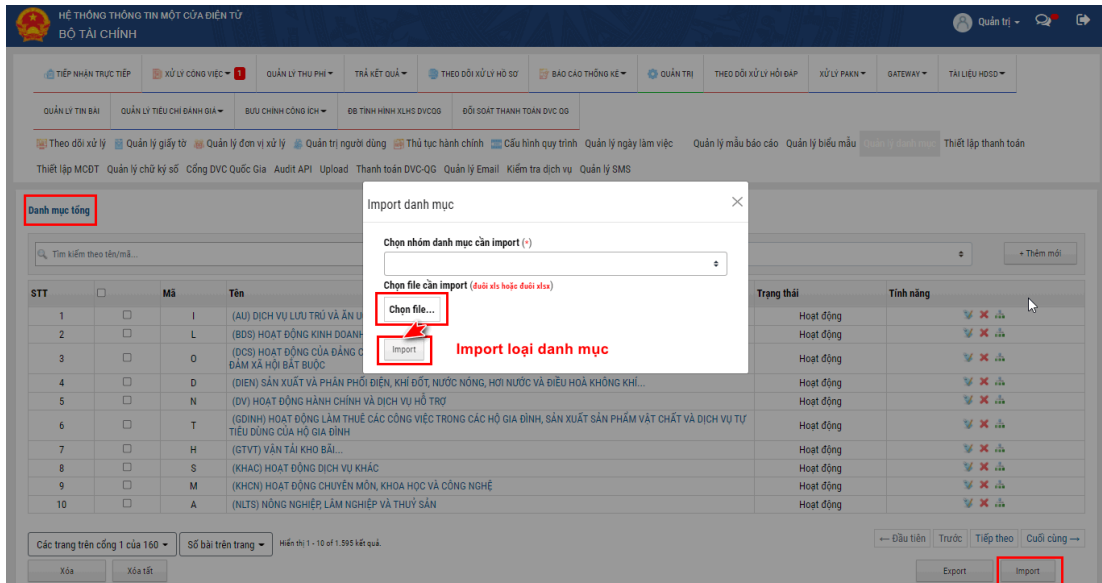 HỆ THỐNG THÔNG TIN MỘT CỬA ĐIỆN TỬ
BỘ TÀI CHÍNH
Quản trị
TIẾP NHẬN TRỰC TIẾP XỬ LÝ CÔNG VIỆC 1 QUẢN LÝ THU PHÍ TRẢ KẾT QUẢ THEO DÕI XỬ LÝ HỒ SƠ BÁO CÁO THỐNG KÊ QUẢN TRỊ THEO DÕI XỬ LÝ HỎI ĐÁP XỬ LÝ PAKN GATEWAY TÀI LIỆU HDSD
QUẢN LÝ TIN BÀI QUẢN LÝ TIÊU CHÍ ĐÁNH GIÁ BƯU CHÍNH CÔNG ÍCH ĐB TÌNH HÌNH XLHS DVCQG ĐỐI SOÁT THANH TOÁN DVC QG
Theo dõi xử lý Quản lý giấy tờ Quản lý đơn vị xử lý Quản trị người dùng Thủ tục hành chính Cấu hình quy trình Quản lý ngày làm việc Quản lý mẫu báo cáo Quản lý biểu mẫu Quản lý danh mục Thiết lập thanh toán
Thiết lập MCĐT Quản lý chữ ký số Cổng DVC Quốc Gia Audit API Upload Thanh toán DVC-QG Quản lý Email Kiểm tra dịch vụ Quản lý SMS
Danh mục tổng
Import danh mục
Chọn nhóm danh mục cần import (*)
Chọn file cần import (đuôi xls hoặc đuôi xlsx)
Chọn file...
Import
Import loại danh mục
Tìm kiếm theo tên/mã...
+ Thêm mới
STT Mã Tên Trạng thái Tính năng
1 I (AU) DỊCH VỤ LƯU TRÚ VÀ ĂN Hoạt động
2 L (BDS) HOẠT ĐỘNG KINH DOANH Hoạt động
3 O (DCS) HOẠT ĐỘNG CỦA ĐẢNG Hoạt động
ĐẢM XÃ HỘI BẮT BUỘC
4 D (DIEN) SẢN XUẤT VÀ PHÂN PHỐI ĐIỆN, KHÍ ĐỐT, NƯỚC NÓNG, HƠI NƯỚC VÀ ĐIỀU HOÀ KHÔNG KHÍ... Hoạt động
5 N (DV) HOẠT ĐỘNG HÀNH CHÍNH VÀ DỊCH VỤ HỖ TRỢ Hoạt động
6 T (GDINH) HOẠT ĐỘNG LÀM THUÊ CÁC CÔNG VIỆC TRONG CÁC HỘ GIA ĐÌNH, SẢN XUẤT SẢN PHẨM VẬT CHẤT VÀ DỊCH VỤ TỰ Hoạt động
TIÊU DÙNG CỦA HỘ GIA ĐÌNH
7 H (GTVT) VẬN TẢI KHO BÃI... Hoạt động
8 S (KHAC) HOẠT ĐỘNG DỊCH VỤ KHÁC Hoạt động
9 M (KHCN) HOẠT ĐỘNG CHUYÊN MÔN, KHOA HỌC VÀ CÔNG NGHỆ Hoạt động
10 A (NLTS) NÔNG NGHIỆP, LÂM NGHIỆP VÀ THUỶ SẢN Hoạt động
Các trang trên cổng 1 của 160 Số bài trên trang Hiển thị 1 - 10 of 1.595 kết quả. ← Đầu tiên Trước Tiếp theo Cuối cùng →
Xóa Xóa tất Export Import